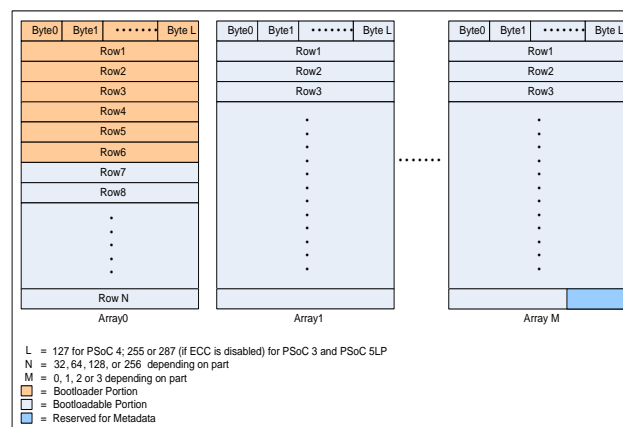 Byte0 Byte1 ······· Byte L
Row1
Row2
Row3
Row4
Row5
Row6
Row7
Row8
Row N
Array0
Byte0 Byte1 ······· Byte L
Row1
Row2
Row3
Array1
·······
Byte0 Byte1 ······· Byte L
Row1
Row2
Row3
Array M
L = 127 for PSoC 4; 255 or 287 (if ECC is disabled) for PSoC 3 and PSoC 5LP
N = 32, 64, 128, or 256 depending on part
M = 0, 1, 2 or 3 depending on part
= Bootloader Portion
= Bootloadable Portion
= Reserved for Metadata